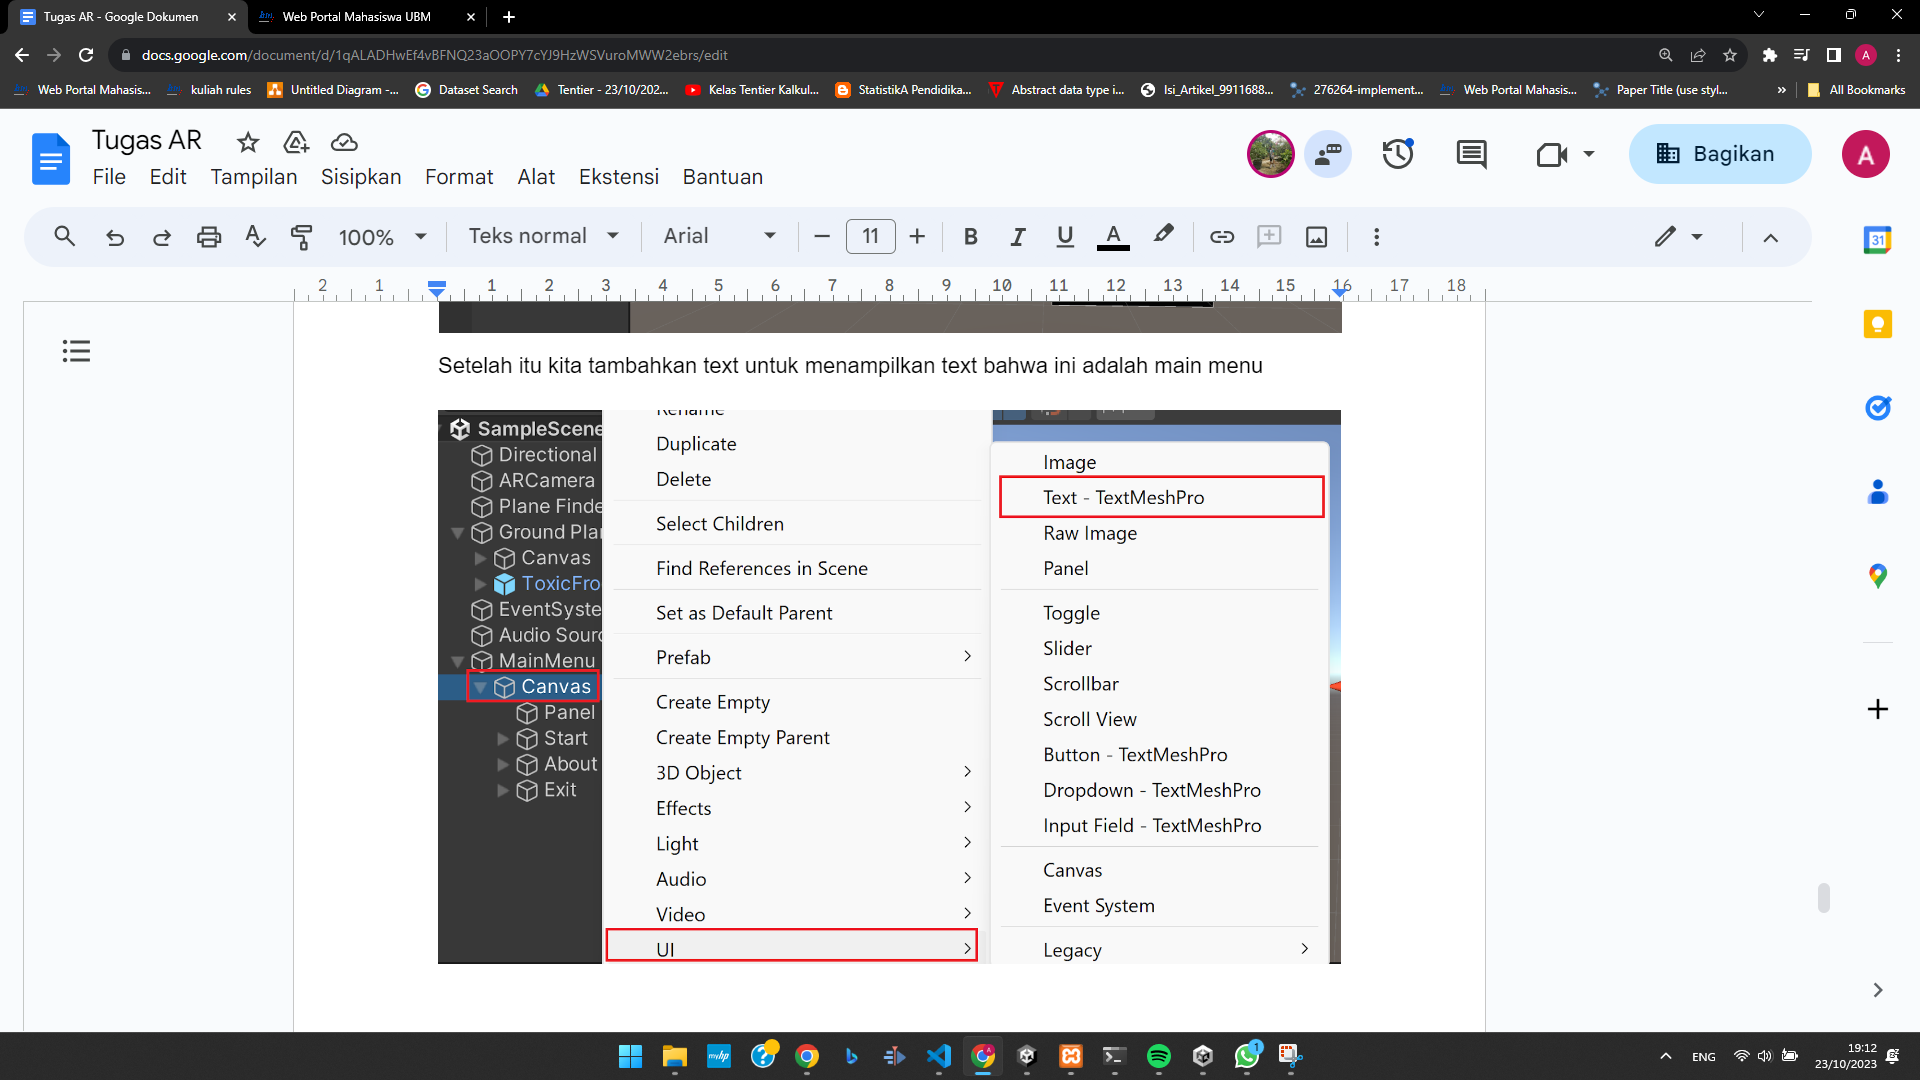 Tugas AR - Google Dokumen
Web Portal Mahasiswa UBM
docs.google.com/document/d/1qALADHwEf4vBFNQ23aOOPY7cYJ9HzWSVuroMWW2ebrs/edit
Web Portal Mahasis...
kuliah rules
Untitled Diagram -...
Dataset Search
Tentier - 23/10/202...
Kelas Tentier Kalkul...
StatistikA Pendidika...
Abstract data type i...
Isi_Artikel_9911688...
276264-implement...
Web Portal Mahasis...
Paper Title (use styl...
»
All Bookmarks
Tugas AR
File Edit Tampilan Sisipkan Format Alat Ekstensi Bantuan
Bagikan
A
100%
Teks normal
Arial
11
B I U A
31
2 1 1 2 3 4 5 6 7 8 9 10 11 12 13 14 15 16 17 18
Setelah itu kita tambahkan text untuk menampilkan text bahwa ini adalah main menu
SampleScene
Directional
ARCamera
Plane Finde
Ground Plan
Canvas
ToxicFro
EventSyste
Audio Sourc
MainMenu
Canvas
Panel
Start
About
Exit
Rename
Duplicate
Delete
Select Children
Find References in Scene
Set as Default Parent
Prefab
Create Empty
Create Empty Parent
3D Object
Effects
Light
Audio
Video
UI
Image
Text - TextMeshPro
Raw Image
Panel
Toggle
Slider
Scrollbar
Scroll View
Button - TextMeshPro
Dropdown - TextMeshPro
Input Field - TextMeshPro
Canvas
Event System
Legacy
ENG
19:12
23/10/2023